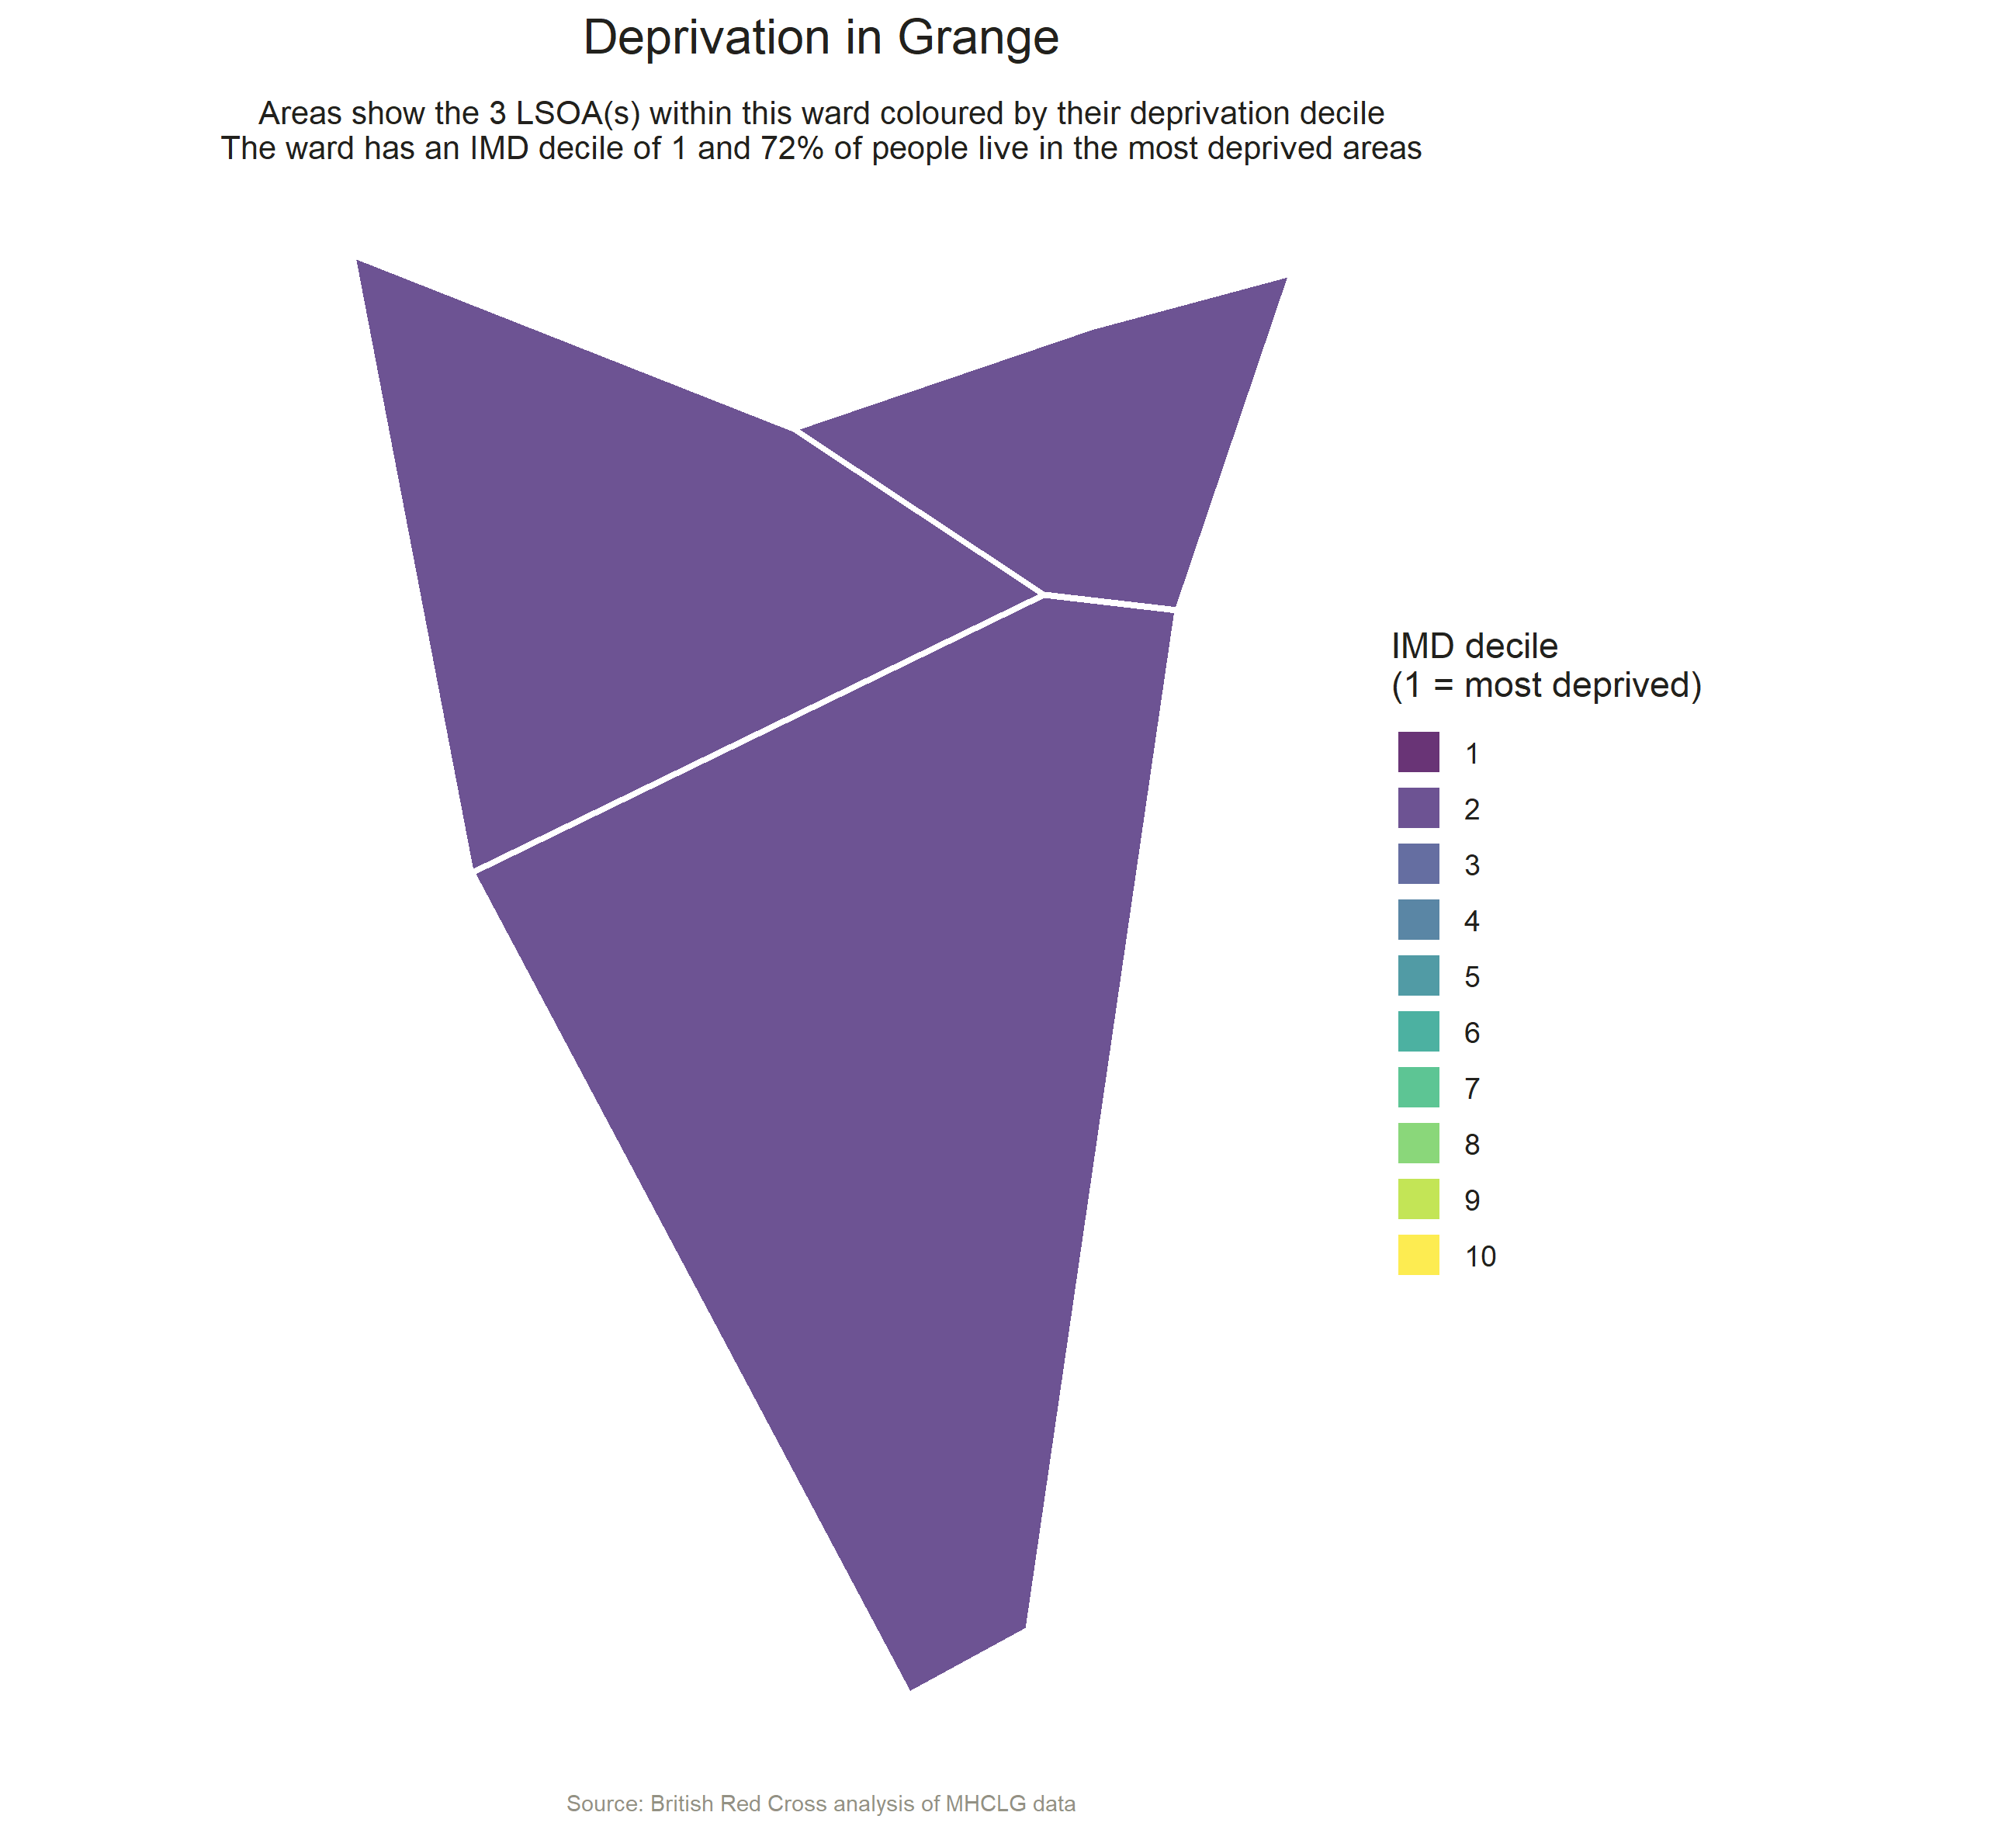 Deprivation in Grange
Areas show the 3 LSOA(s) within this ward coloured by their deprivation decile
The ward has an IMD decile of 1 and 72% of people live in the most deprived areas
IMD decile
(1 = most deprived)
1
2
3
4
5
6
7
8
9
10
Source: British Red Cross analysis of MHCLG data